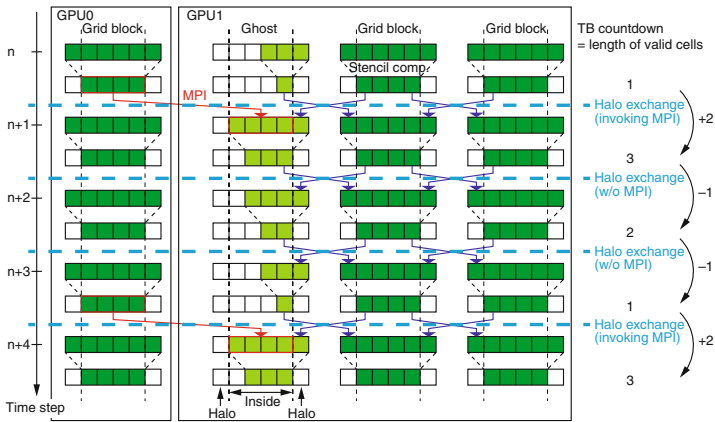 GPU0
GPU1
Grid block
Ghost
Grid block
Grid block
TB countdown
= length of valid cells
n
Stencil comp.
1
MPI
Halo exchange
(invoking MPI)
+2
n+1
3
Halo exchange
(w/o MPI)
−1
n+2
2
Halo exchange
(w/o MPI)
−1
n+3
1
Halo exchange
(invoking MPI)
+2
n+4
3
Time step
Inside
Halo
Halo